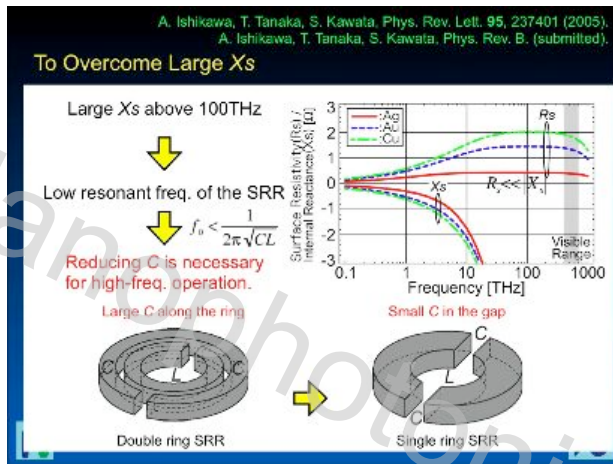 A. Ishikawa, T. Tanaka, S. Kawata, Phys. Rev. Lett. 95, 237401 (2005).
A. Ishikawa, T. Tanaka, S. Kawata, Phys. Rev. B. (submitted).
To Overcome Large Xs
Large Xs above 100THz
Low resonant freq. of the SRR
f₀ < 1 / 2π√CL
Reducing C is necessary
for high-freq. operation.
Surface Resistivity(Rs) /
Internal Reactance(Xs) [Ω]
3
2
1
0
-1
-2
-3
:Ag
:Au
:Cu
Rs
Xs
Rs << Xs
Visible
Range
0.1 1 10 100 1000
Frequency [THz]
Large C along the ring
C L C
Double ring SRR
Small C in the gap
C
L
C
Single ring SRR
nanophotoni